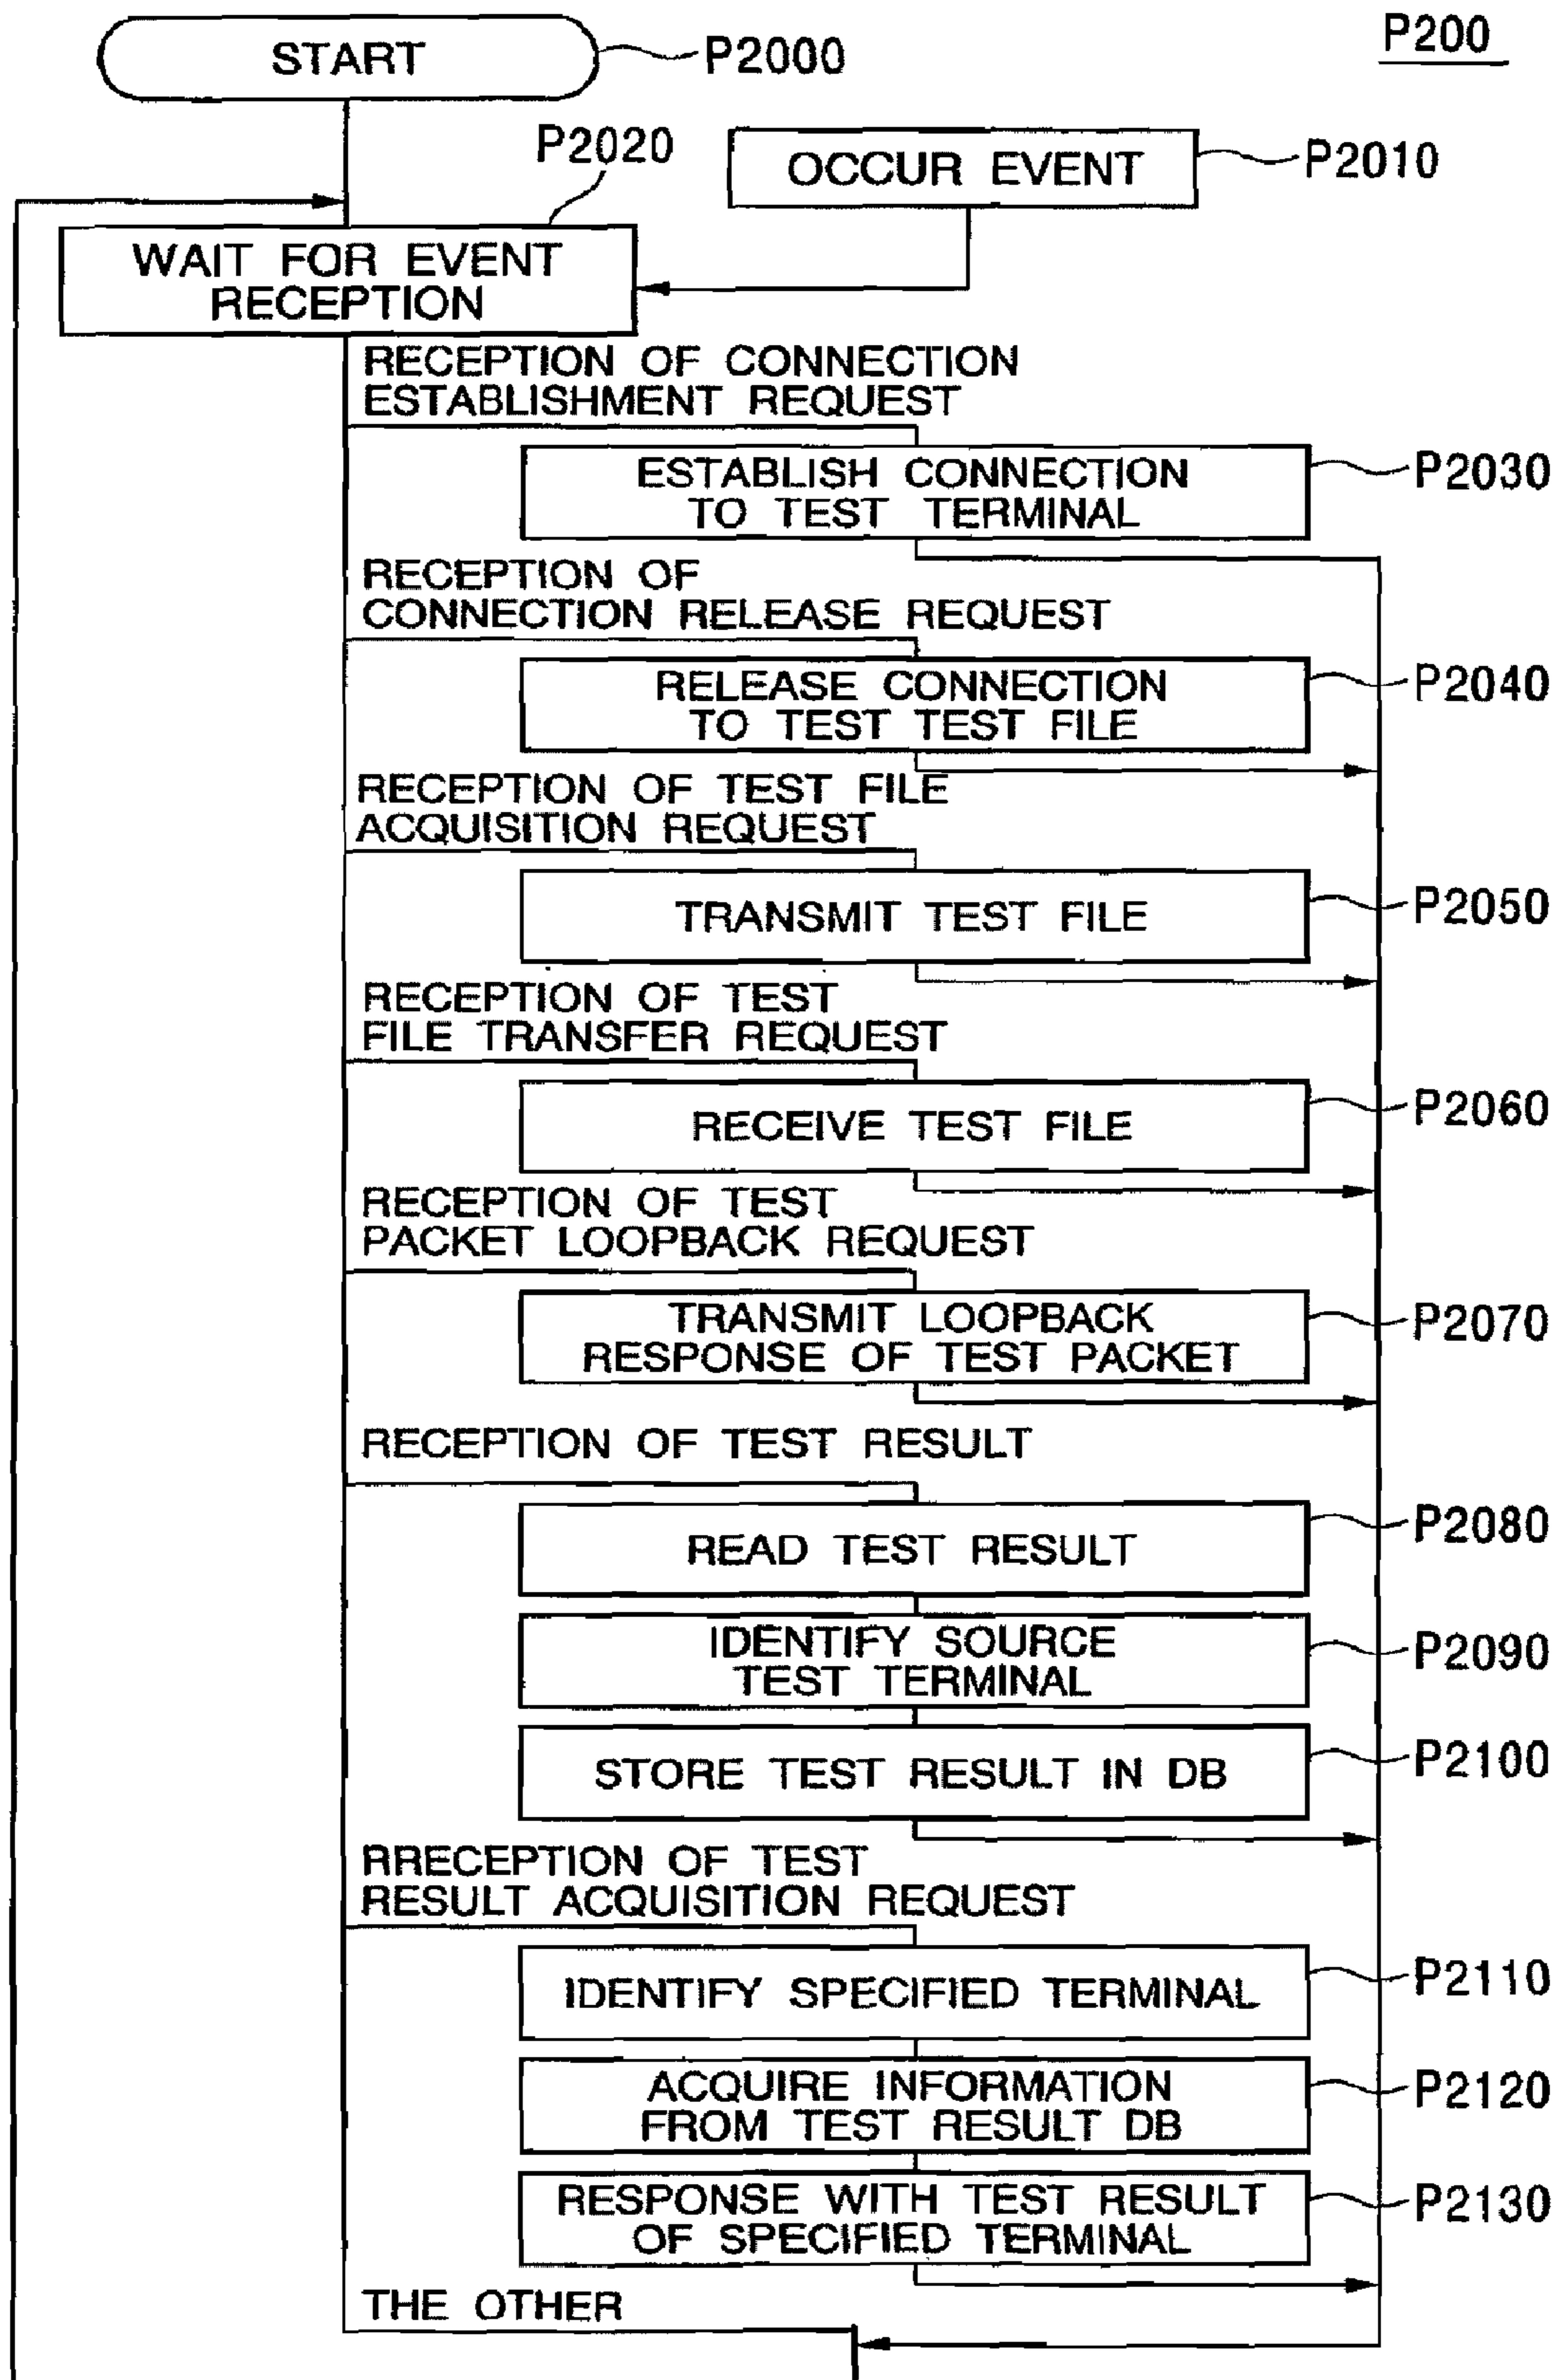 P200
START
P2000
P2020
OCCUR EVENT
P2010
WAIT FOR EVENT
RECEPTION
RECEPTION OF CONNECTION
ESTABLISHMENT REQUEST
ESTABLISH CONNECTION
TO TEST TERMINAL
P2030
RECEPTION OF
CONNECTION RELEASE REQUEST
RELEASE CONNECTION
TO TEST TEST FILE
P2040
RECEPTION OF TEST FILE
ACQUISITION REQUEST
TRANSMIT TEST FILE
P2050
RECEPTION OF TEST
FILE TRANSFER REQUEST
RECEIVE TEST FILE
P2060
RECEPTION OF TEST
PACKET LOOPBACK REQUEST
TRANSMIT LOOPBACK
RESPONSE OF TEST PACKET
P2070
RECEPTION OF TEST RESULT
READ TEST RESULT
P2080
IDENTIFY SOURCE
TEST TERMINAL
P2090
STORE TEST RESULT IN DB
P2100
RRECEPTION OF TEST
RESULT ACQUISITION REQUEST
IDENTIFY SPECIFIED TERMINAL
P2110
ACQUIRE INFORMATION
FROM TEST RESULT DB
P2120
RESPONSE WITH TEST RESULT
OF SPECIFIED TERMINAL
P2130
THE OTHER